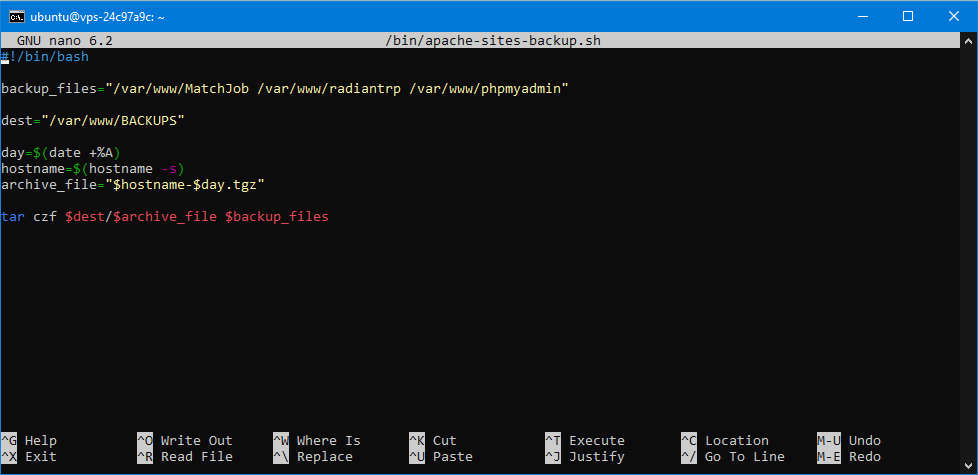 ubuntu@vps-24c97a9c: ~
GNU nano 6.2 /bin/apache-sites-backup.sh
#!/bin/bash
backup_files="/var/www/MatchJob /var/www/radiantrp /var/www/phpmyadmin"
dest="/var/www/BACKUPS"
day=$(date +%A)
hostname=$(hostname -s)
archive_file="$hostname-$day.tgz"
tar czf $dest/$archive_file $backup_files
^G Help ^O Write Out ^W Where Is ^K Cut ^T Execute ^C Location M-U Undo
^X Exit ^R Read File ^\ Replace ^U Paste ^J Justify ^/ Go To Line M-E Redo